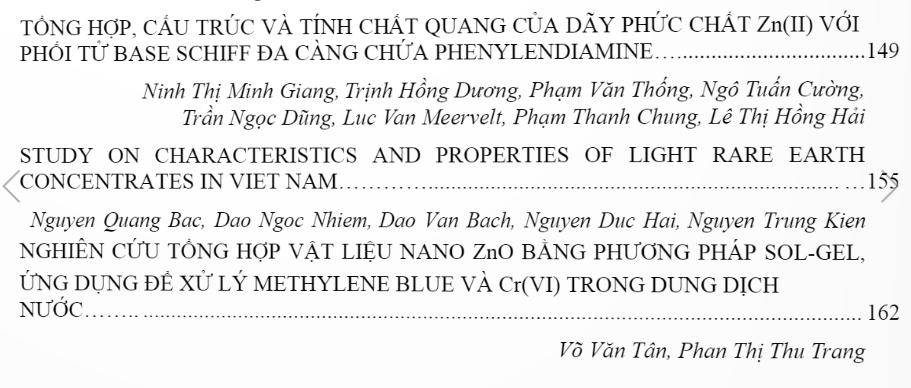 TỔNG HỢP, CẤU TRÚC VÀ TÍNH CHẤT QUANG CỦA DÃY PHỨC CHẤT Zn(II) VỚI
PHỐI TỬ BASE SCHIFF ĐA CÀNG CHỨA PHENYLENDIAMINE.....................................149
Ninh Thị Minh Giang, Trịnh Hồng Dương, Phạm Văn Thống, Ngô Tuấn Cường,
Trần Ngọc Dũng, Luc Van Meervelt, Phạm Thanh Chung, Lê Thị Hồng Hải
STUDY ON CHARACTERISTICS AND PROPERTIES OF LIGHT RARE EARTH
CONCENTRATES IN VIET NAM……….............................................................................. …155
Nguyen Quang Bac, Dao Ngoc Nhiem, Dao Van Bach, Nguyen Duc Hai, Nguyen Trung Kien
NGHIÊN CỨU TỔNG HỢP VẬT LIỆU NANO ZnO BẰNG PHƯƠNG PHÁP SOL-GEL,
ỨNG DỤNG ĐỂ XỬ LÝ METHYLENE BLUE VÀ Cr(VI) TRONG DUNG DỊCH
NƯỚC…….. ................................................................................................................................ 162
Võ Văn Tân, Phan Thị Thu Trang